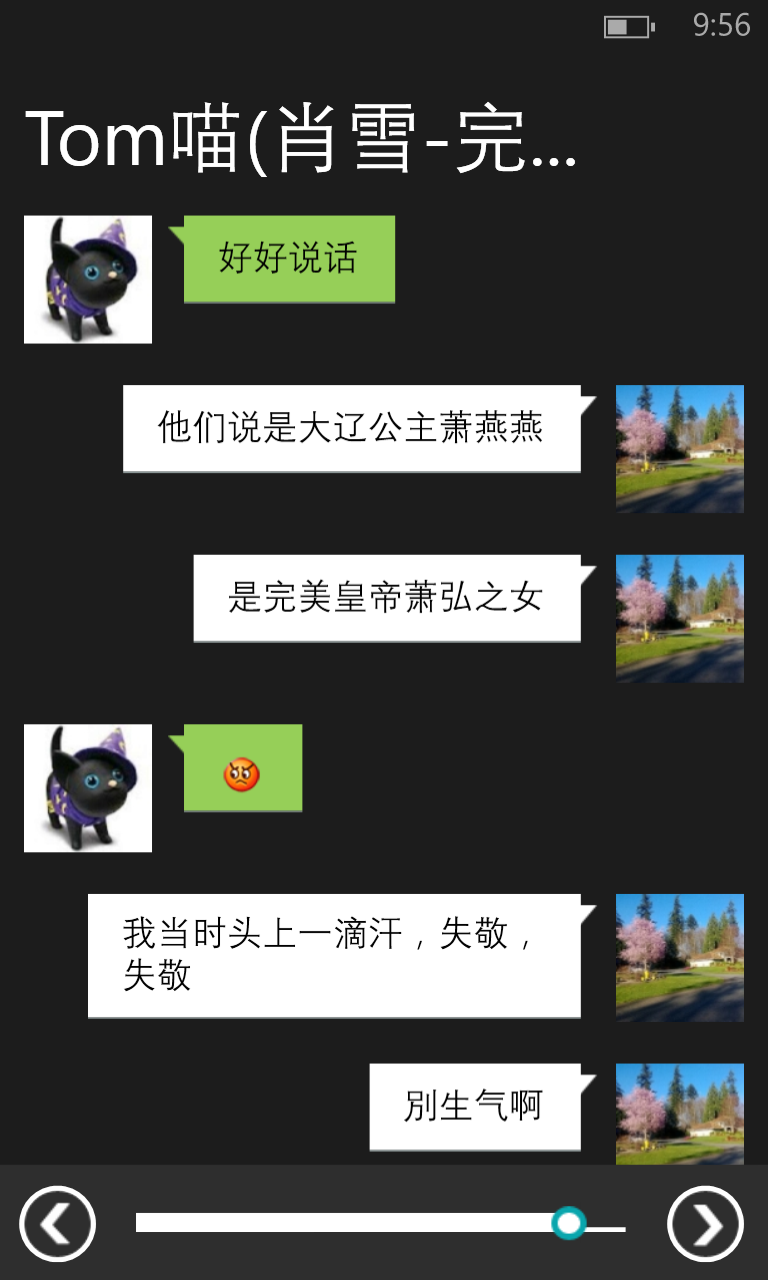 9:56
Tom喵(肖雪-完...
好好说话
他们说是大辽公主萧燕燕
是完美皇帝萧弘之女
我当时头上一滴汗，失敬，
失敬
別生气啊